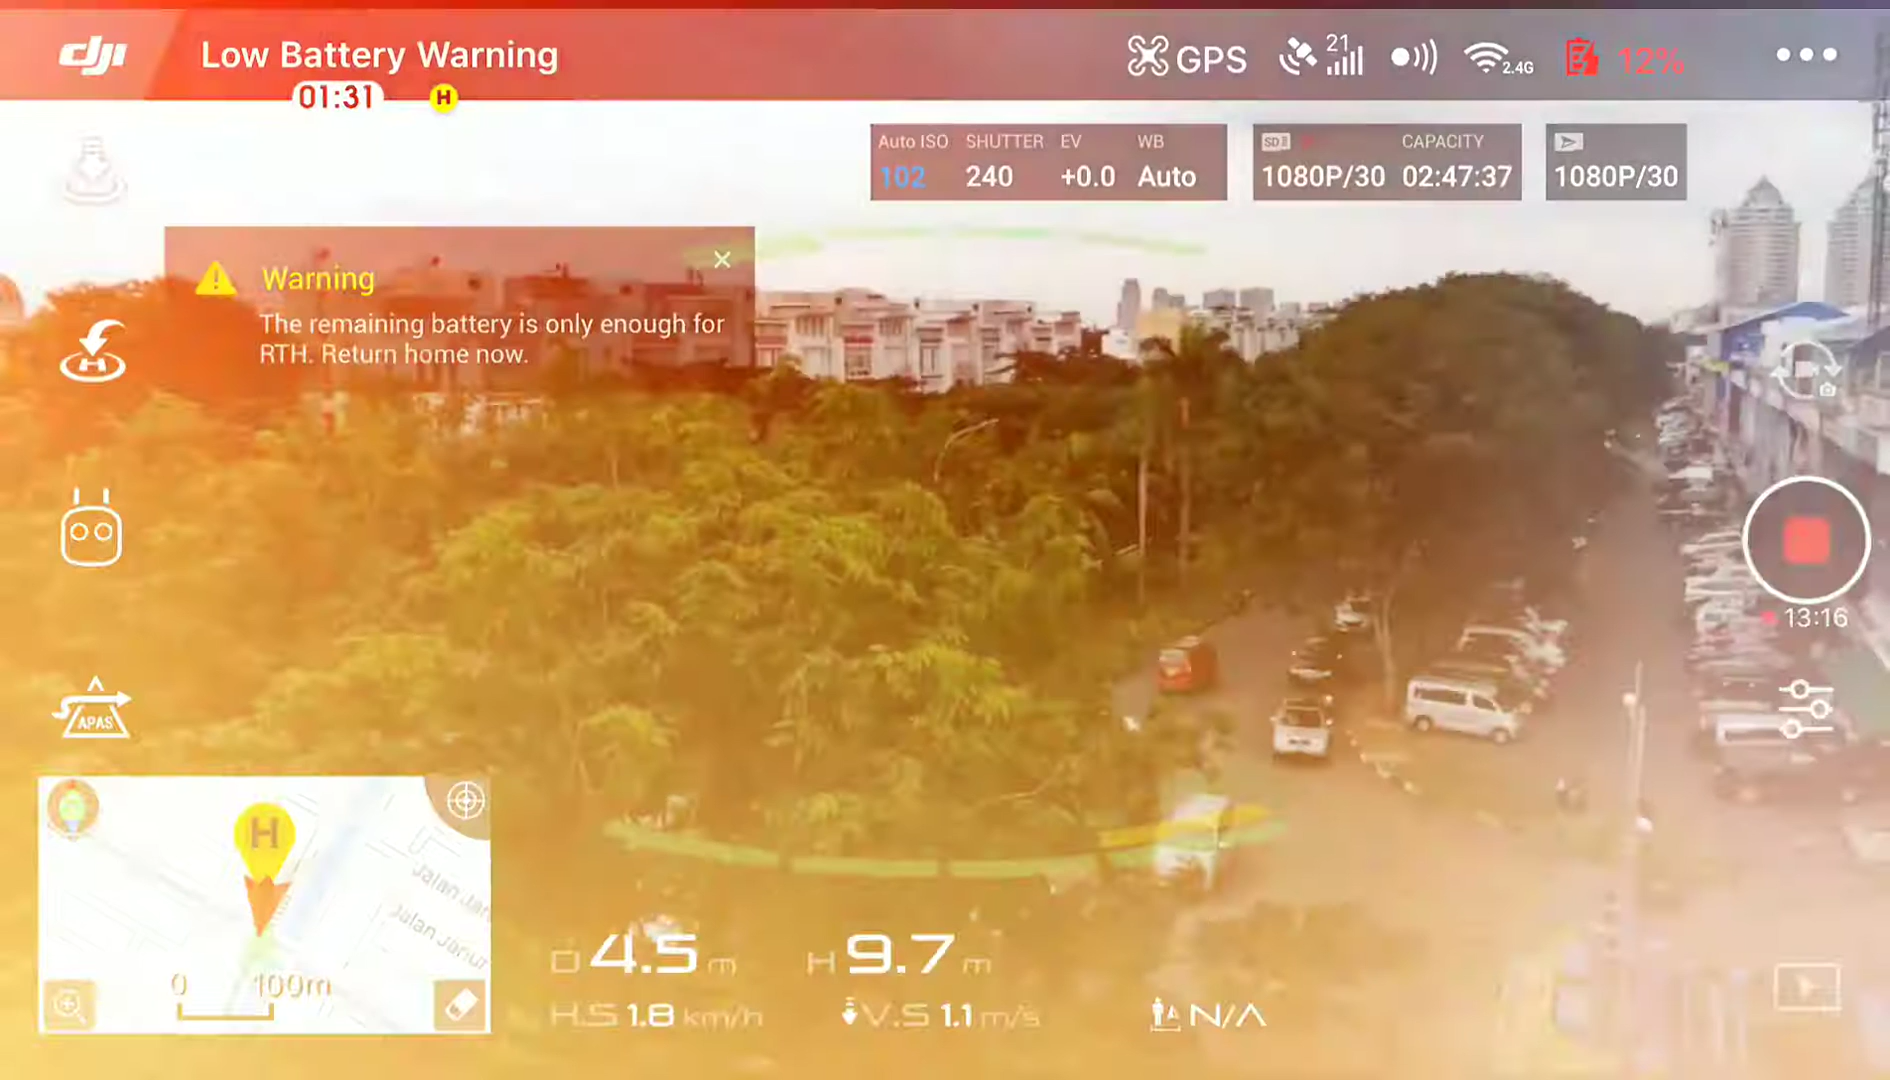 dji
Low Battery Warning
GPS
21
2.4G
12%
01:31
H
Auto ISO SHUTTER EV WB
102 240 +0.0 Auto
SD
CAPACITY
1080P/30 02:47:37
1080P/30
Warning
The remaining battery is only enough for
RTH. Return home now.
H
13:16
APAS
H
Jalan
Jalan Janur
0 100m
D 4.5 m H 9.7 m
H.S 1.8 km/h V.S 1.1 m/s N/A